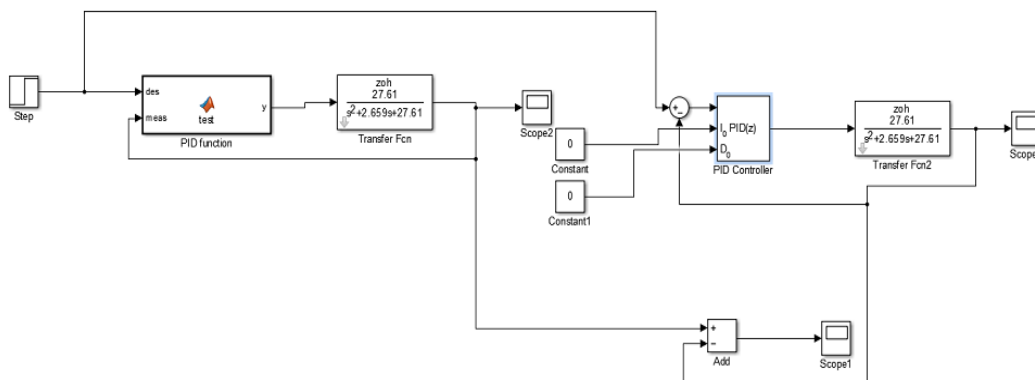 Step
des
meas
test
y
PID function
zoh
27.61
s²+2.659s+27.61
Transfer Fcn
Scope2
0
Constant
0
Constant1
+
−
I₀
PID(z)
D₀
PID Controller
zoh
27.61
s²+2.659s+27.61
Transfer Fcn2
Scope
+
−
Add
Scope1